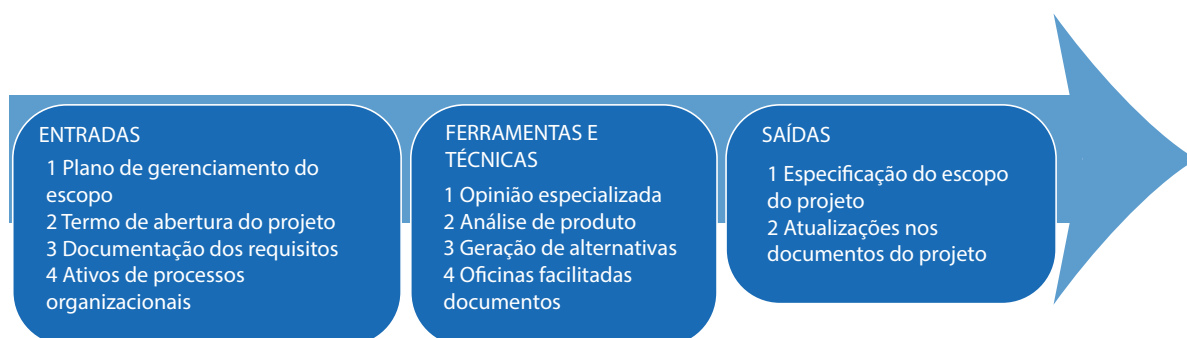 ENTRADAS
1 Plano de gerenciamento do
escopo
2 Termo de abertura do projeto
3 Documentação dos requisitos
4 Ativos de processos
organizacionais
FERRAMENTAS E
TÉCNICAS
1 Opinião especializada
2 Análise de produto
3 Geração de alternativas
4 Oficinas facilitadas
documentos
SAÍDAS
1 Especificação do escopo
do projeto
2 Atualizações nos
documentos do projeto